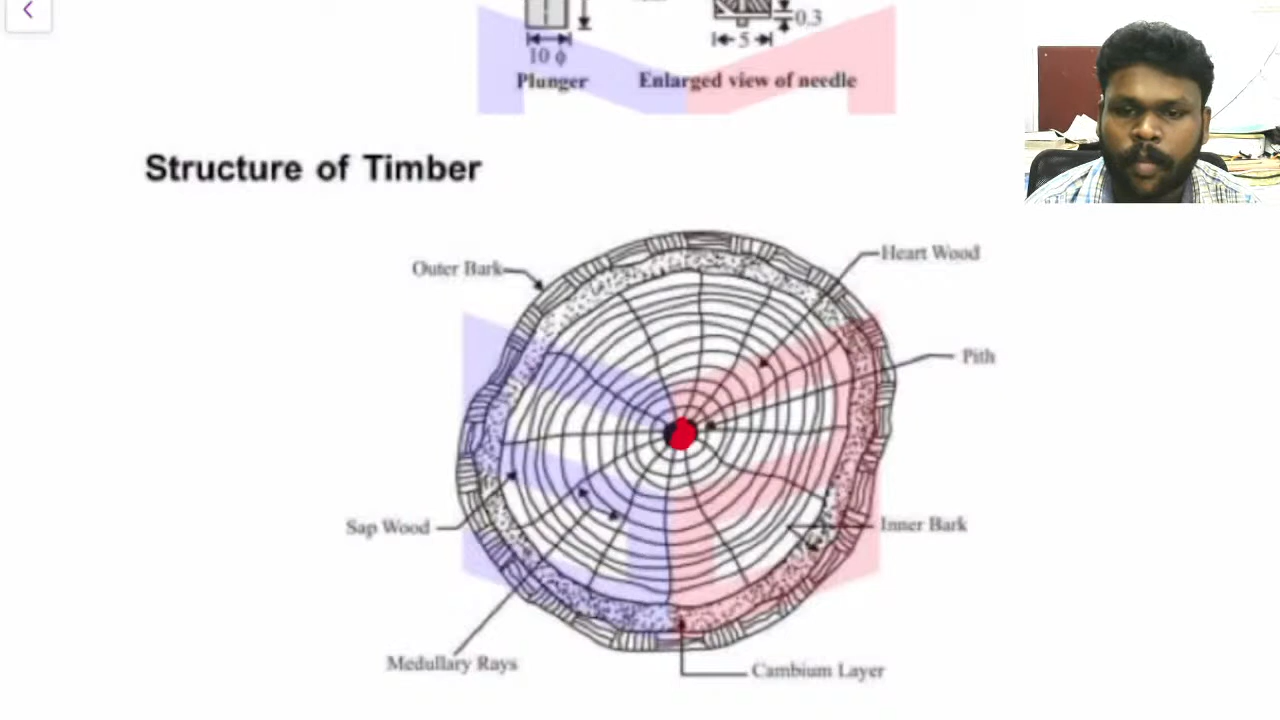 0.3
5
10 ϕ
Plunger
Enlarged view of needle
Structure of Timber
Heart Wood
Outer Bark
Pith
Sap Wood
Inner Bark
Medullary Rays
Cambium Layer